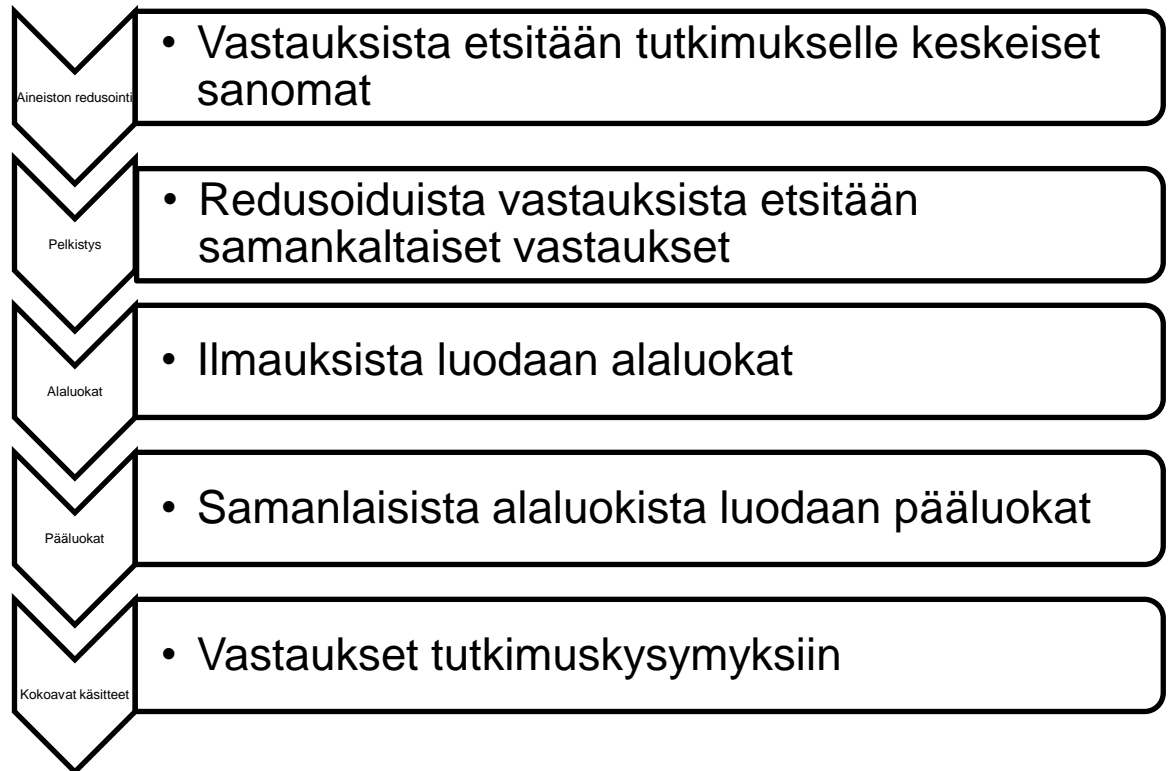 Aineiston redusointi
• Vastauksista etsitään tutkimukselle keskeiset
sanomat
Pelkistys
• Redusoiduista vastauksista etsitään
samankaltaiset vastaukset
Alaluokat
• Ilmauksista luodaan alaluokat
Pääluokat
• Samanlaisista alaluokista luodaan pääluokat
Kokoavat käsitteet
• Vastaukset tutkimuskysymyksiin